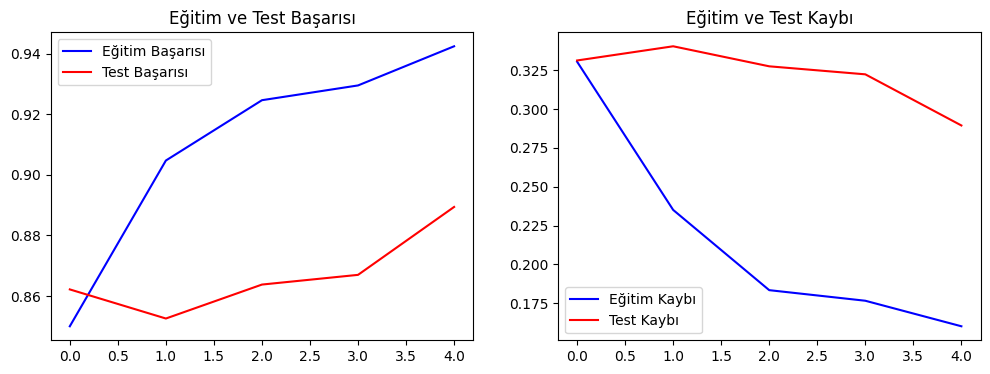 Eğitim ve Test Başarısı
Eğitim Başarısı
Test Başarısı
0.94
0.92
0.90
0.88
0.86
0.0 0.5 1.0 1.5 2.0 2.5 3.0 3.5 4.0
Eğitim ve Test Kaybı
0.325
0.300
0.275
0.250
0.225
0.200
0.175
Eğitim Kaybı
Test Kaybı
0.0 0.5 1.0 1.5 2.0 2.5 3.0 3.5 4.0